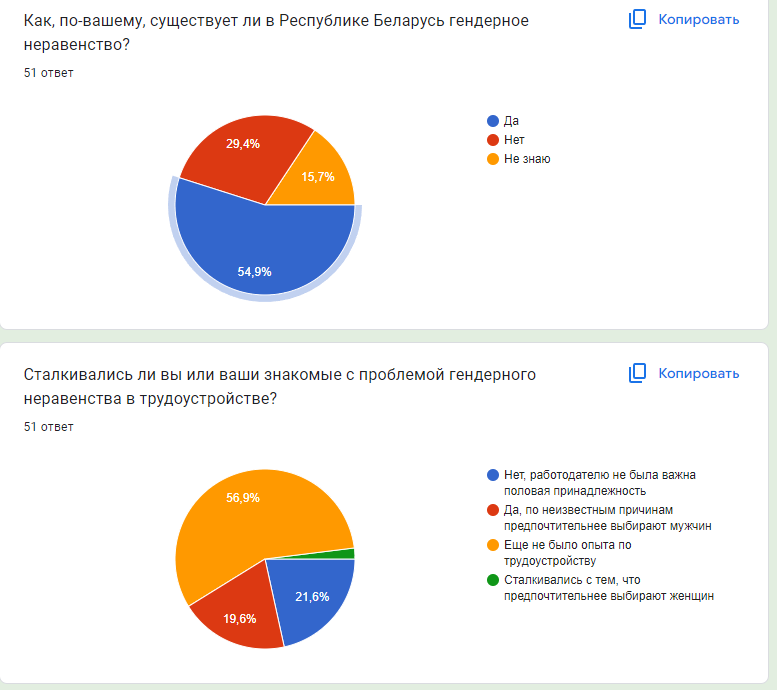 Как, по-вашему, существует ли в Республике Беларусь гендерное
неравенство?
Копировать
51 ответ
29,4%
15,7%
54,9%
Да
Нет
Не знаю
Сталкивались ли вы или ваши знакомые с проблемой гендерного
неравенства в трудоустройстве?
Копировать
51 ответ
56,9%
21,6%
19,6%
Нет, работодателю не была важна
половая принадлежность
Да, по неизвестным причинам
предпочтительнее выбирают мужчин
Еще не было опыта по
трудоустройству
Сталкивались с тем, что
предпочтительнее выбирают женщин